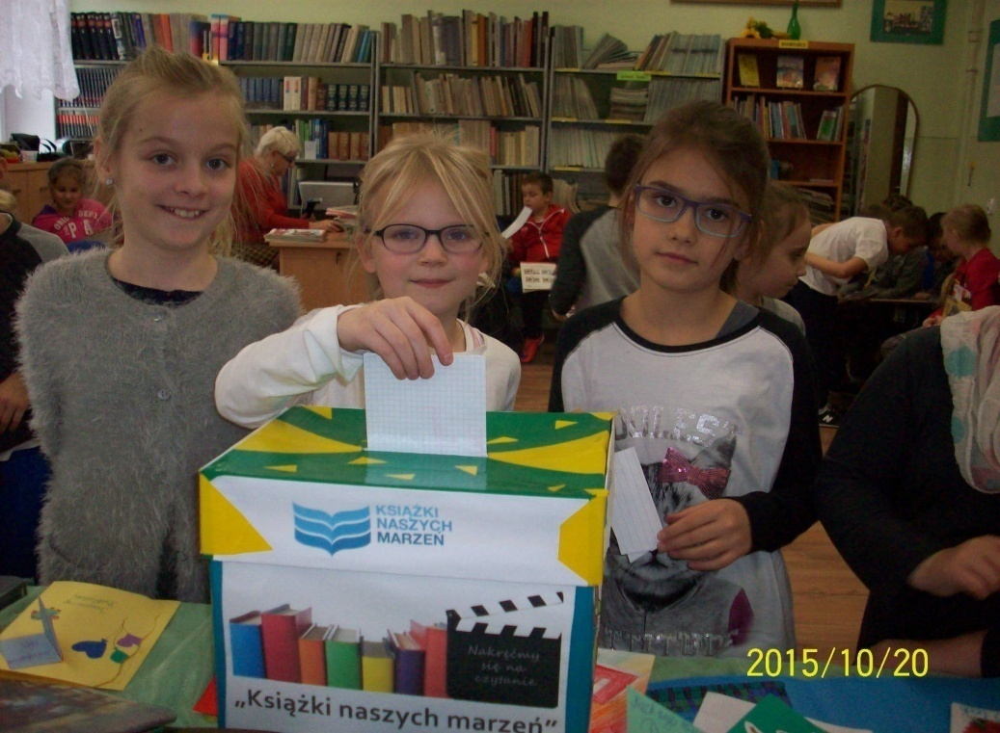 KSIĄŻKI
NASZYCH
MARZEŃ
Nakręćmy
się na
czytanie
„Książki naszych marzeń”
2015/10/20